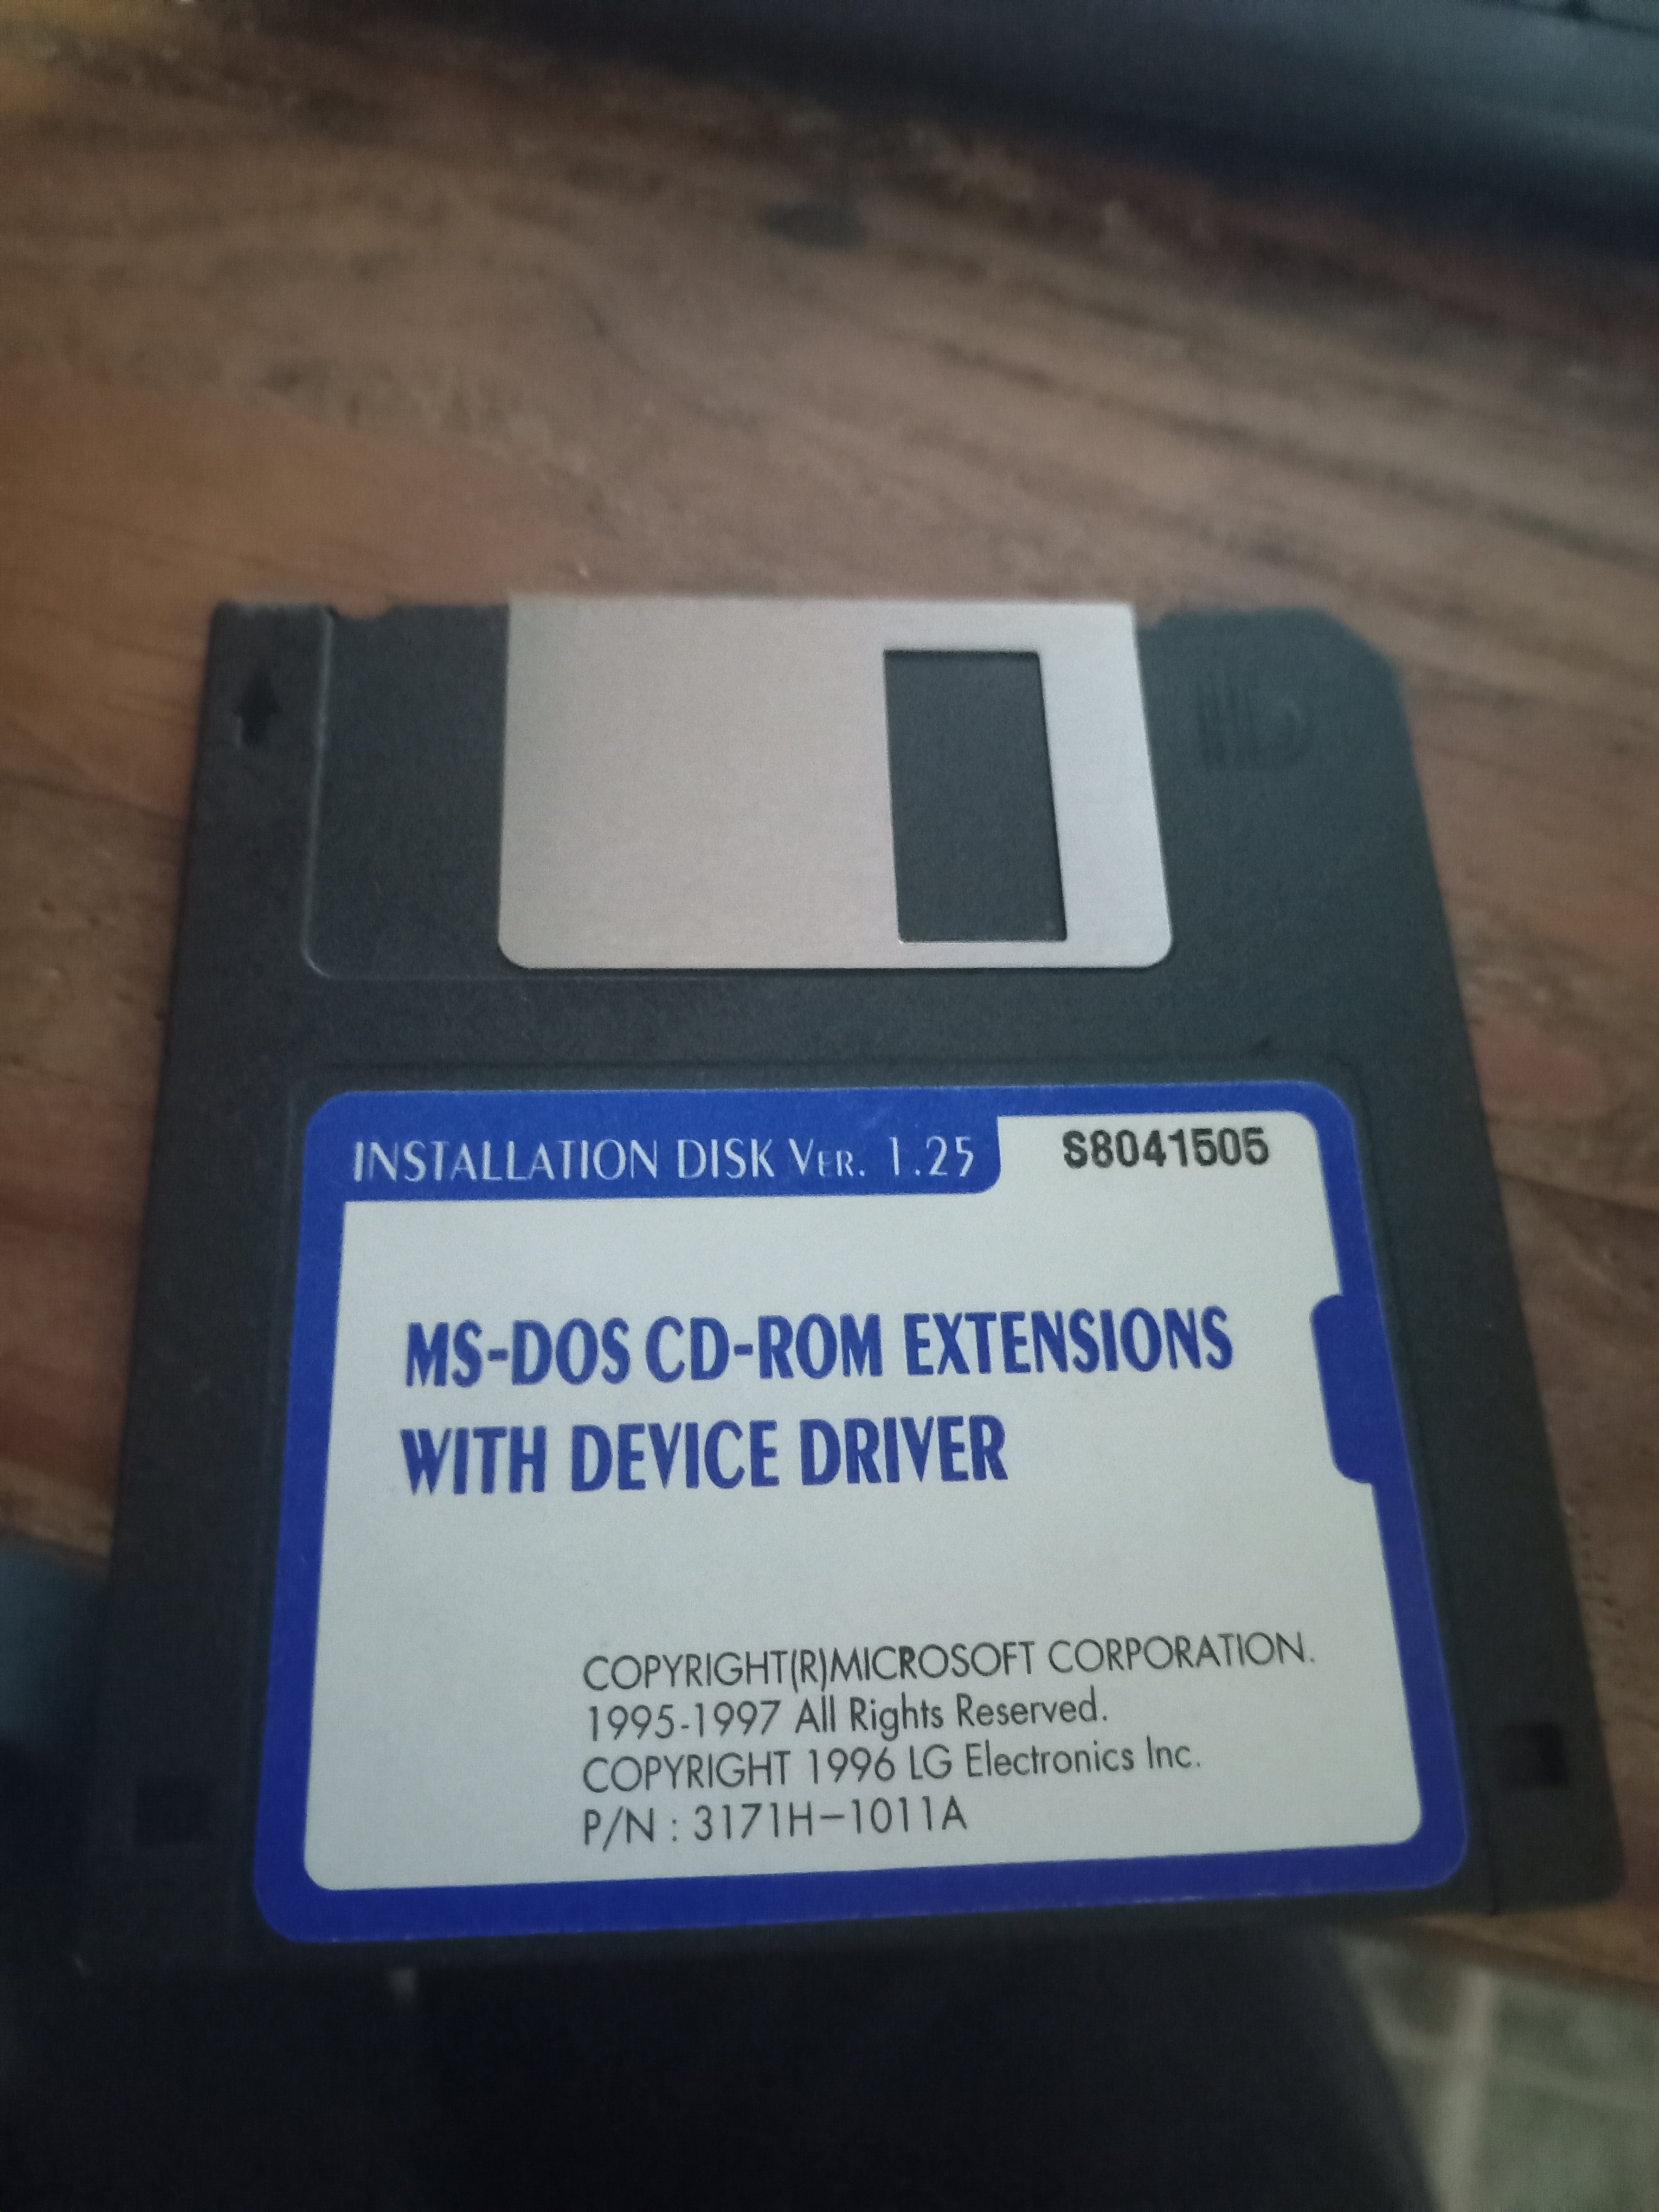 INSTALLATION DISK VER. 1.25
S8041505
MS-DOS CD-ROM EXTENSIONS
WITH DEVICE DRIVER
COPYRIGHT(R)MICROSOFT CORPORATION.
1995-1997 All Rights Reserved.
COPYRIGHT 1996 LG Electronics Inc.
P/N : 3171H-1011A